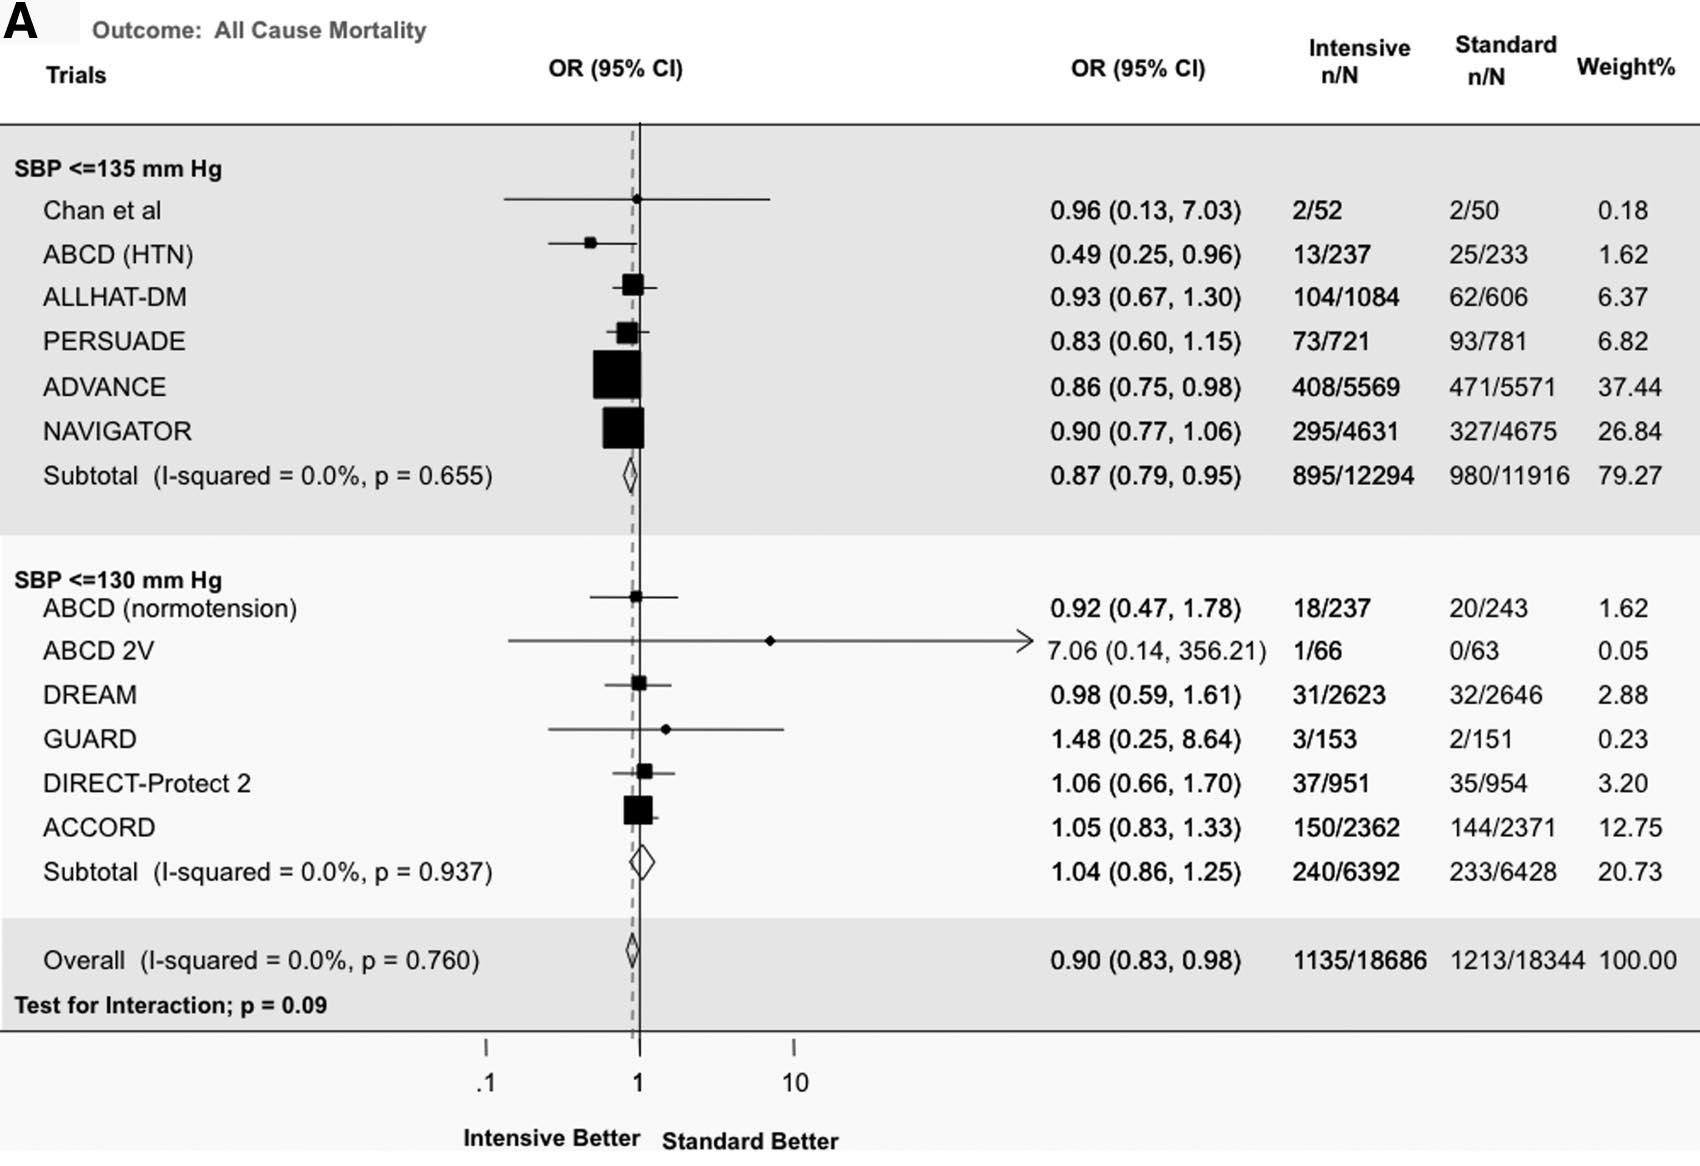 A
Outcome: All Cause Mortality
Trials OR (95% CI) OR (95% CI) Intensive n/N Standard n/N Weight%
SBP <=135 mm Hg
Chan et al 0.96 (0.13, 7.03) 2/52 2/50 0.18
ABCD (HTN) 0.49 (0.25, 0.96) 13/237 25/233 1.62
ALLHAT-DM 0.93 (0.67, 1.30) 104/1084 62/606 6.37
PERSUADE 0.83 (0.60, 1.15) 73/721 93/781 6.82
ADVANCE 0.86 (0.75, 0.98) 408/5569 471/5571 37.44
NAVIGATOR 0.90 (0.77, 1.06) 295/4631 327/4675 26.84
Subtotal (I-squared = 0.0%, p = 0.655) 0.87 (0.79, 0.95) 895/12294 980/11916 79.27
SBP <=130 mm Hg
ABCD (normotension) 0.92 (0.47, 1.78) 18/237 20/243 1.62
ABCD 2V 7.06 (0.14, 356.21) 1/66 0/63 0.05
DREAM 0.98 (0.59, 1.61) 31/2623 32/2646 2.88
GUARD 1.48 (0.25, 8.64) 3/153 2/151 0.23
DIRECT-Protect 2 1.06 (0.66, 1.70) 37/951 35/954 3.20
ACCORD 1.05 (0.83, 1.33) 150/2362 144/2371 12.75
Subtotal (I-squared = 0.0%, p = 0.937) 1.04 (0.86, 1.25) 240/6392 233/6428 20.73
Overall (I-squared = 0.0%, p = 0.760) 0.90 (0.83, 0.98) 1135/18686 1213/18344 100.00
Test for Interaction; p = 0.09
.1 1 10
Intensive Better Standard Better